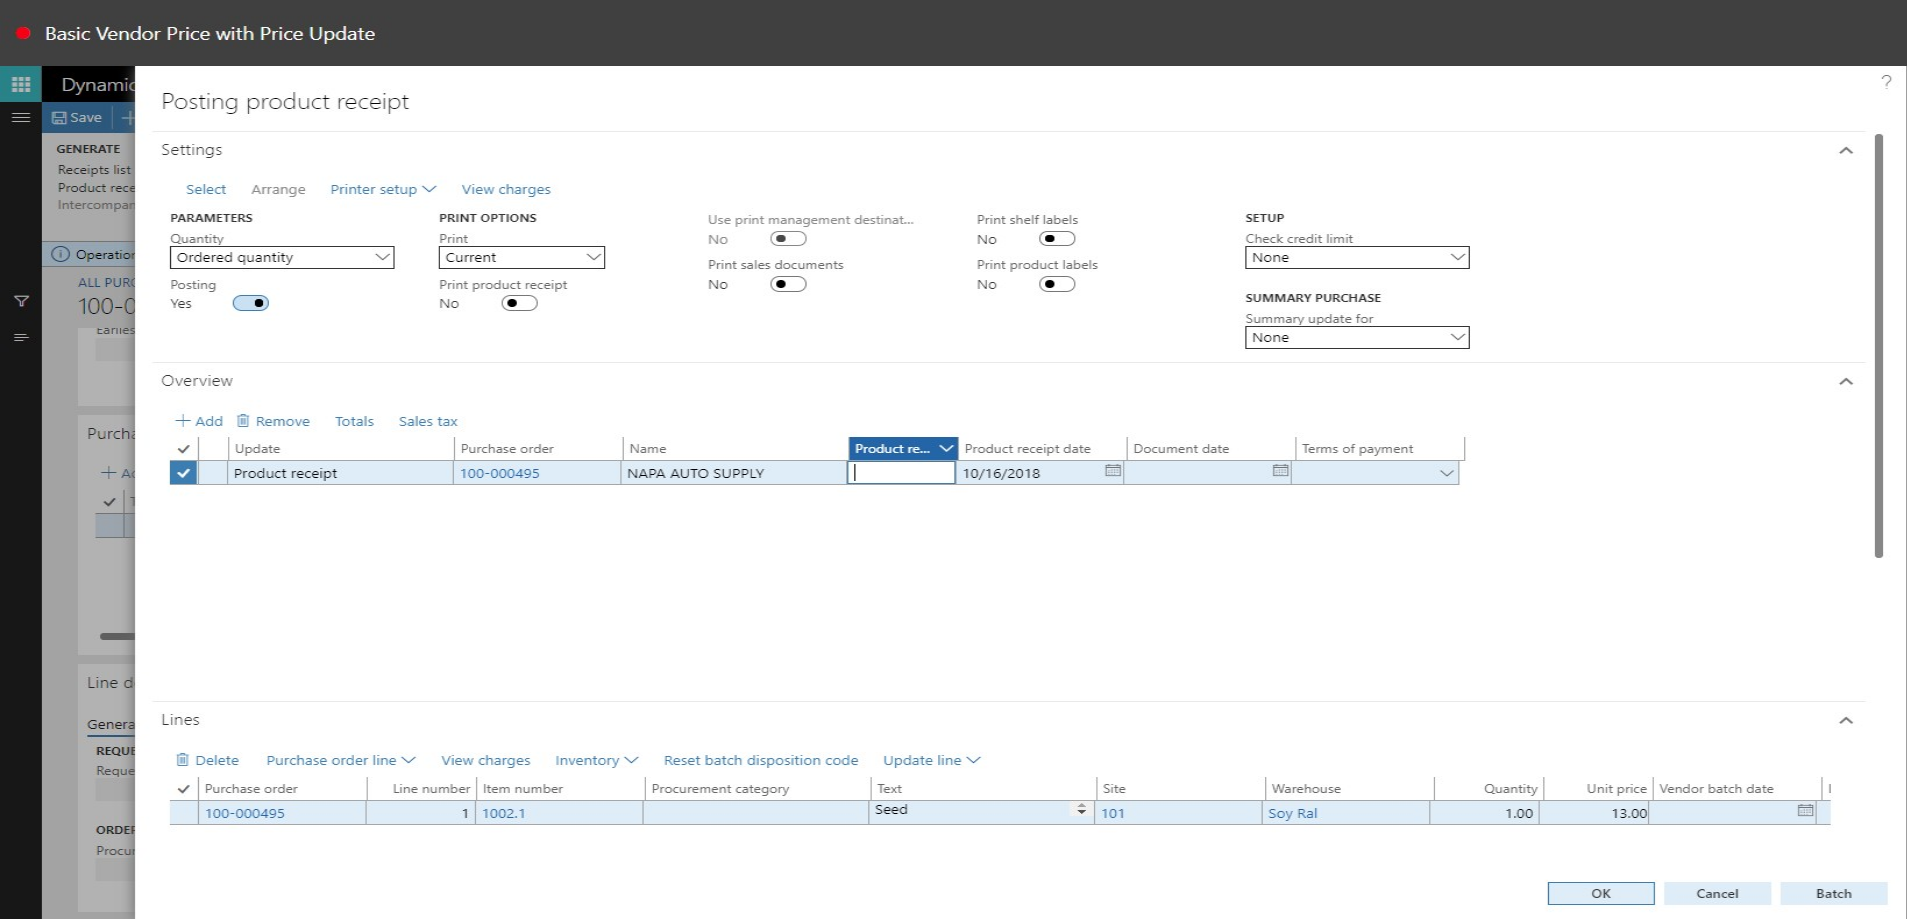 Basic Vendor Price with Price Update
Dynamic
?
Save
Posting product receipt
GENERATE
Settings
Receipts list
Product rece
Intercompan
Select Arrange Printer setup View charges
PARAMETERS PRINT OPTIONS Use print management destinat... Print shelf labels SETUP
Quantity Print No No Check credit limit
Ordered quantity Current None
Operation Print sales documents Print product labels
Posting Print product receipt No No
ALL PURC
Yes No SUMMARY PURCHASE
100-0
Summary update for
Earlies
None
Overview
Add Remove Totals Sales tax
Purcha
Update Purchase order Name Product re... Product receipt date Document date Terms of payment
Ad
Product receipt 100-000495 NAPA AUTO SUPPLY 10/16/2018
Line d
Lines
Genera
REQUE
Delete Purchase order line View charges Inventory Reset batch disposition code Update line
Reque
Purchase order Line number Item number Procurement category Text Site Warehouse Quantity Unit price Vendor batch date
100-000495 1 1002.1 Seed 101 Soy Ral 1.00 13.00
ORDER
Procur
OK Cancel Batch